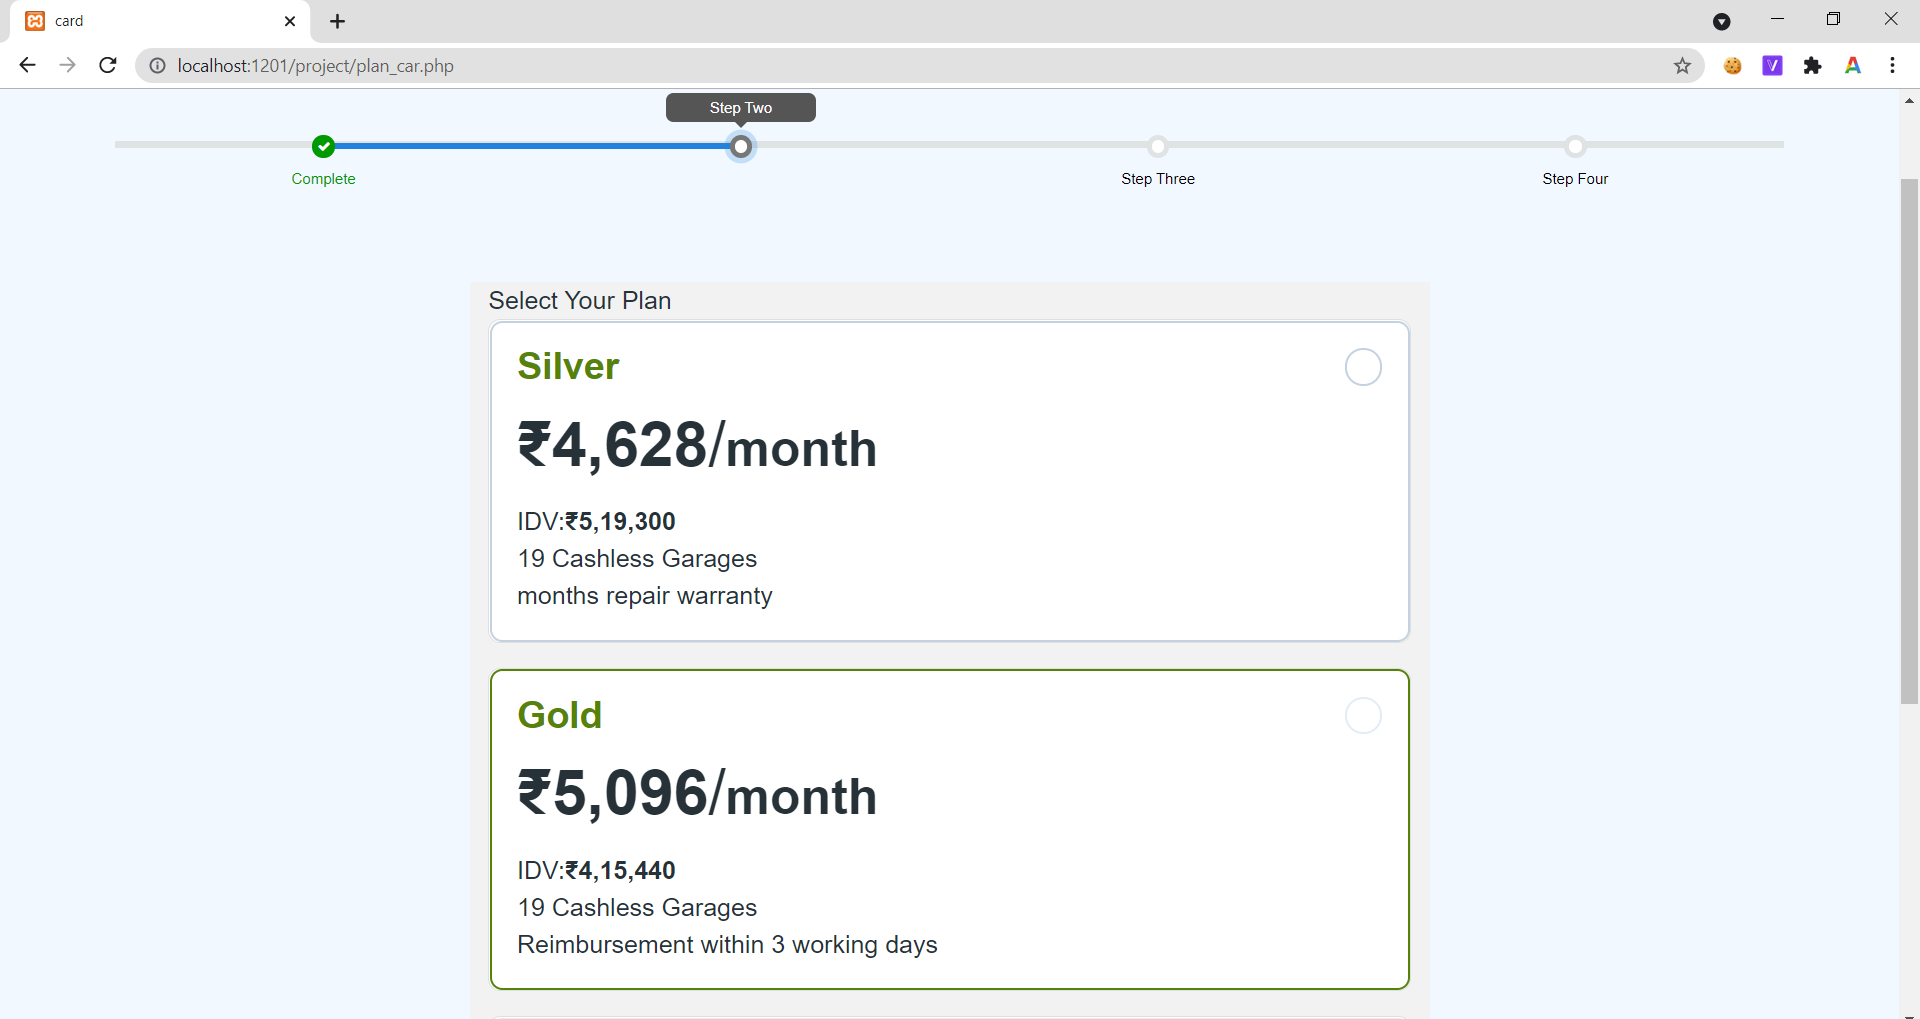 card
localhost:1201/project/plan_car.php
Step Two
Complete
Step Three
Step Four
Select Your Plan
Silver
₹4,628/month
IDV:₹5,19,300
19 Cashless Garages
months repair warranty
Gold
₹5,096/month
IDV:₹4,15,440
19 Cashless Garages
Reimbursement within 3 working days